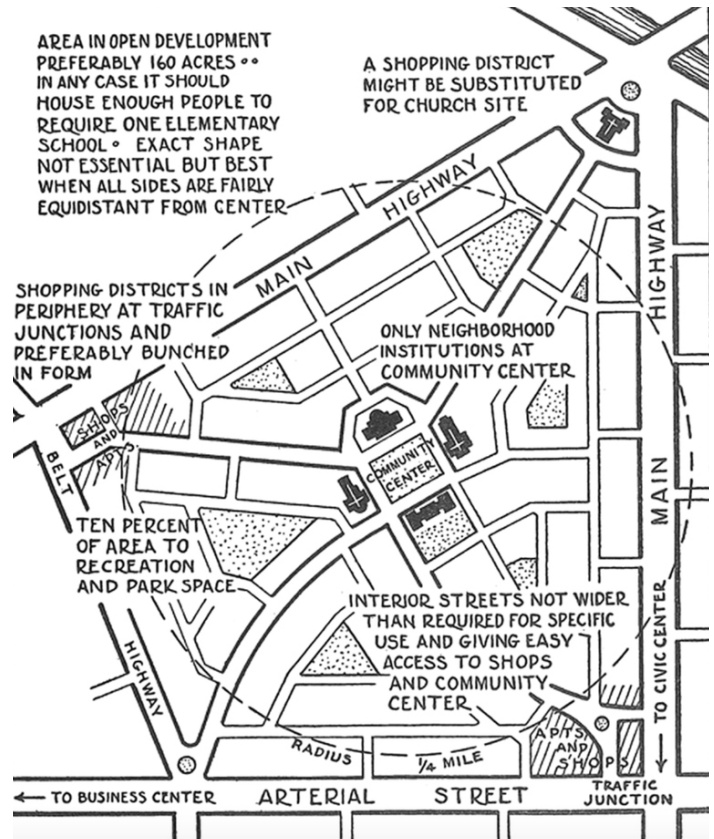 AREA IN OPEN DEVELOPMENT
PREFERABLY 160 ACRES ••
IN ANY CASE IT SHOULD
HOUSE ENOUGH PEOPLE TO
REQUIRE ONE ELEMENTARY
SCHOOL • EXACT SHAPE
NOT ESSENTIAL BUT BEST
WHEN ALL SIDES ARE FAIRLY
EQUIDISTANT FROM CENTER
A SHOPPING DISTRICT
MIGHT BE SUBSTITUTED
FOR CHURCH SITE
MAIN HIGHWAY
HIGHWAY
MAIN
SHOPPING DISTRICTS IN
PERIPHERY AT TRAFFIC
JUNCTIONS AND
PREFERABLY BUNCHED
IN FORM
ONLY NEIGHBORHOOD
INSTITUTIONS AT
COMMUNITY CENTER
SHOPS
AND
APTS
BELT
HIGHWAY
COMMUNITY
CENTER
TEN PERCENT
OF AREA TO
RECREATION
AND PARK SPACE
INTERIOR STREETS NOT WIDER
THAN REQUIRED FOR SPECIFIC
USE AND GIVING EASY
ACCESS TO SHOPS
AND COMMUNITY
CENTER
→ TO CIVIC CENTER
RADIUS 1/4 MILE
APTS
AND
SHOPS
TRAFFIC
JUNCTION
← TO BUSINESS CENTER ARTERIAL STREET